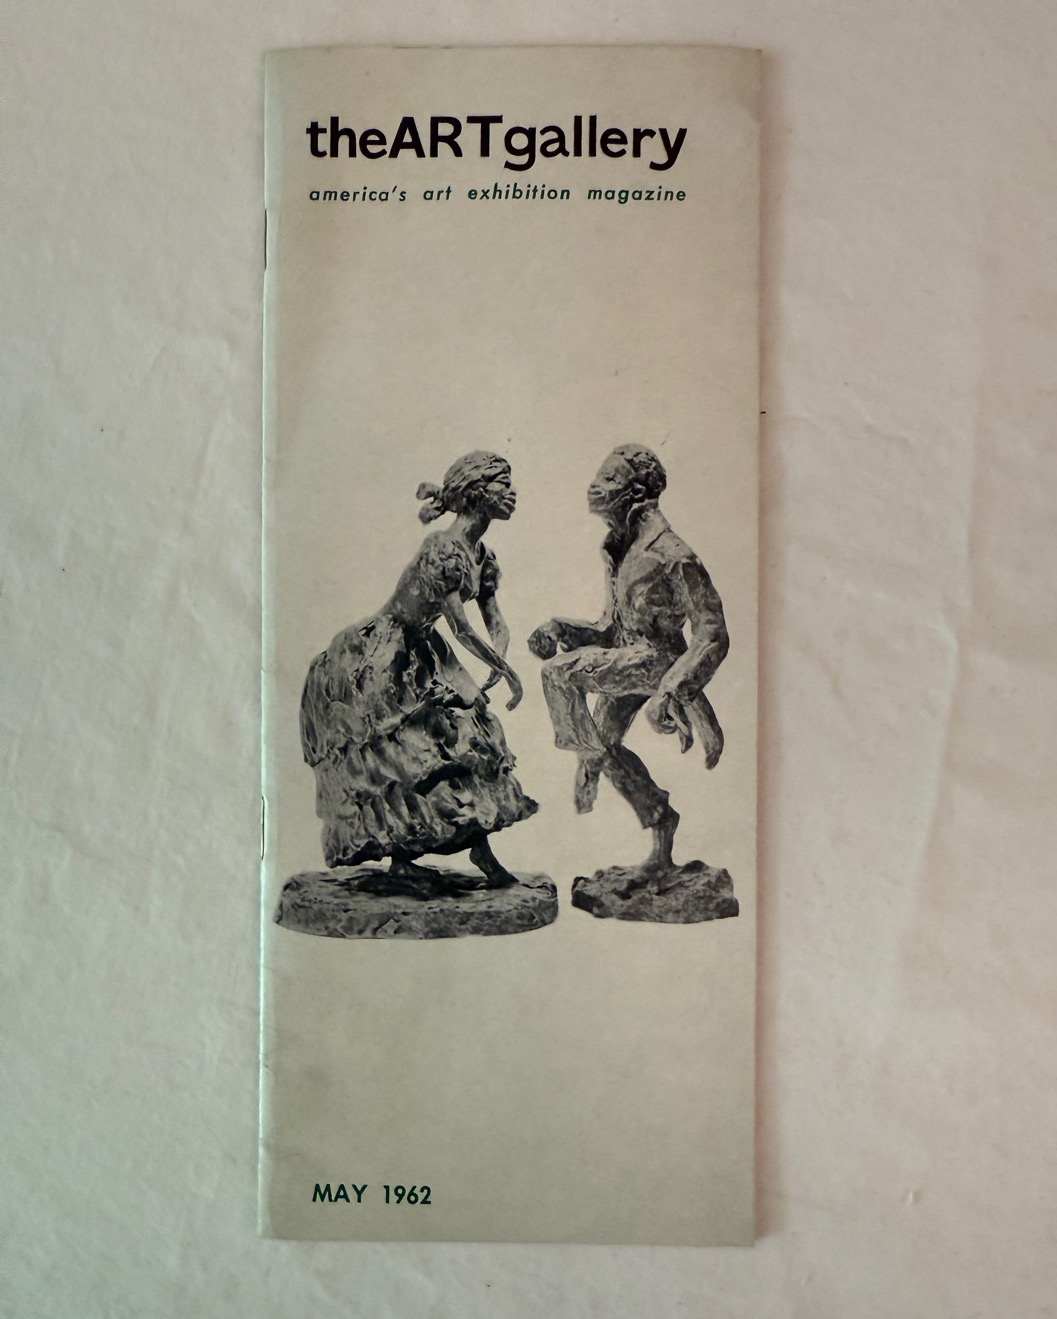 theARTgallery
america's art exhibition magazine
MAY 1962